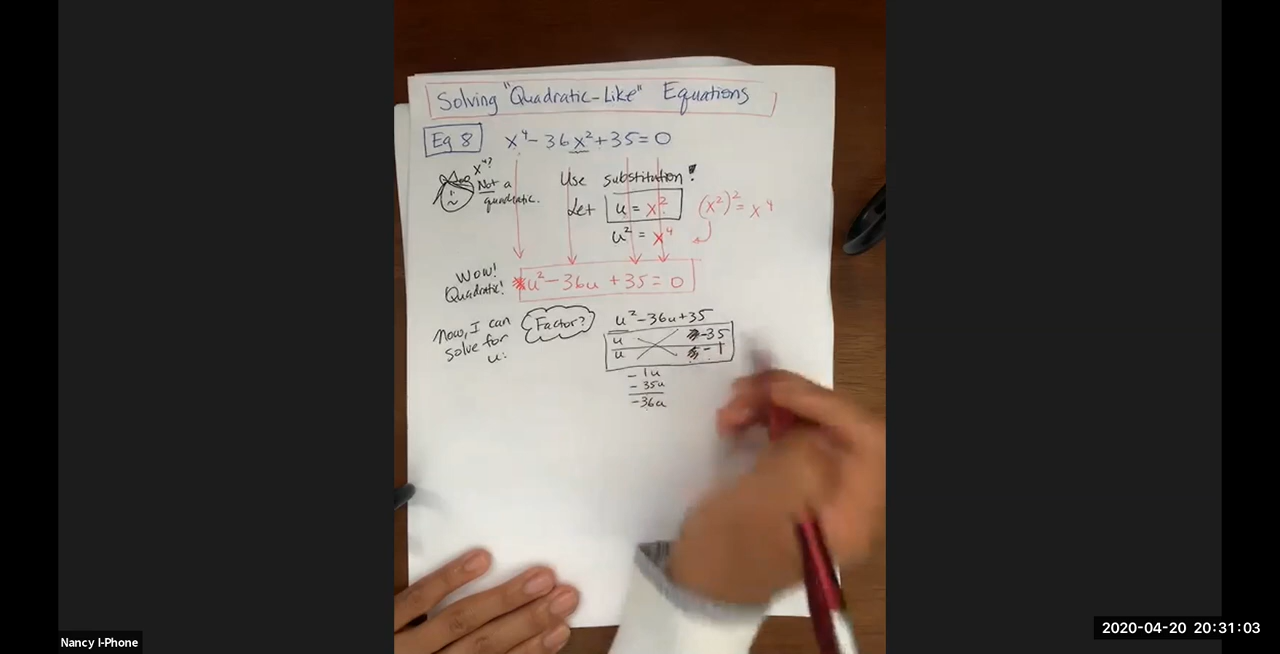 Solving "Quadratic-Like" Equations
Eg 8 x⁴ - 36x² + 35 = 0
x⁴?
Not a
quadratic.
Use substitution!
Let u = x² (x²)² = x⁴
u² = x⁴
Wow!
Quadratic!
u² - 36u + 35 = 0
Now, I can
solve for
u:
Factor?
u² - 36u + 35
u -35
u -1
- 1u
- 35u
-36u
Nancy I-Phone
2020-04-20 20:31:03